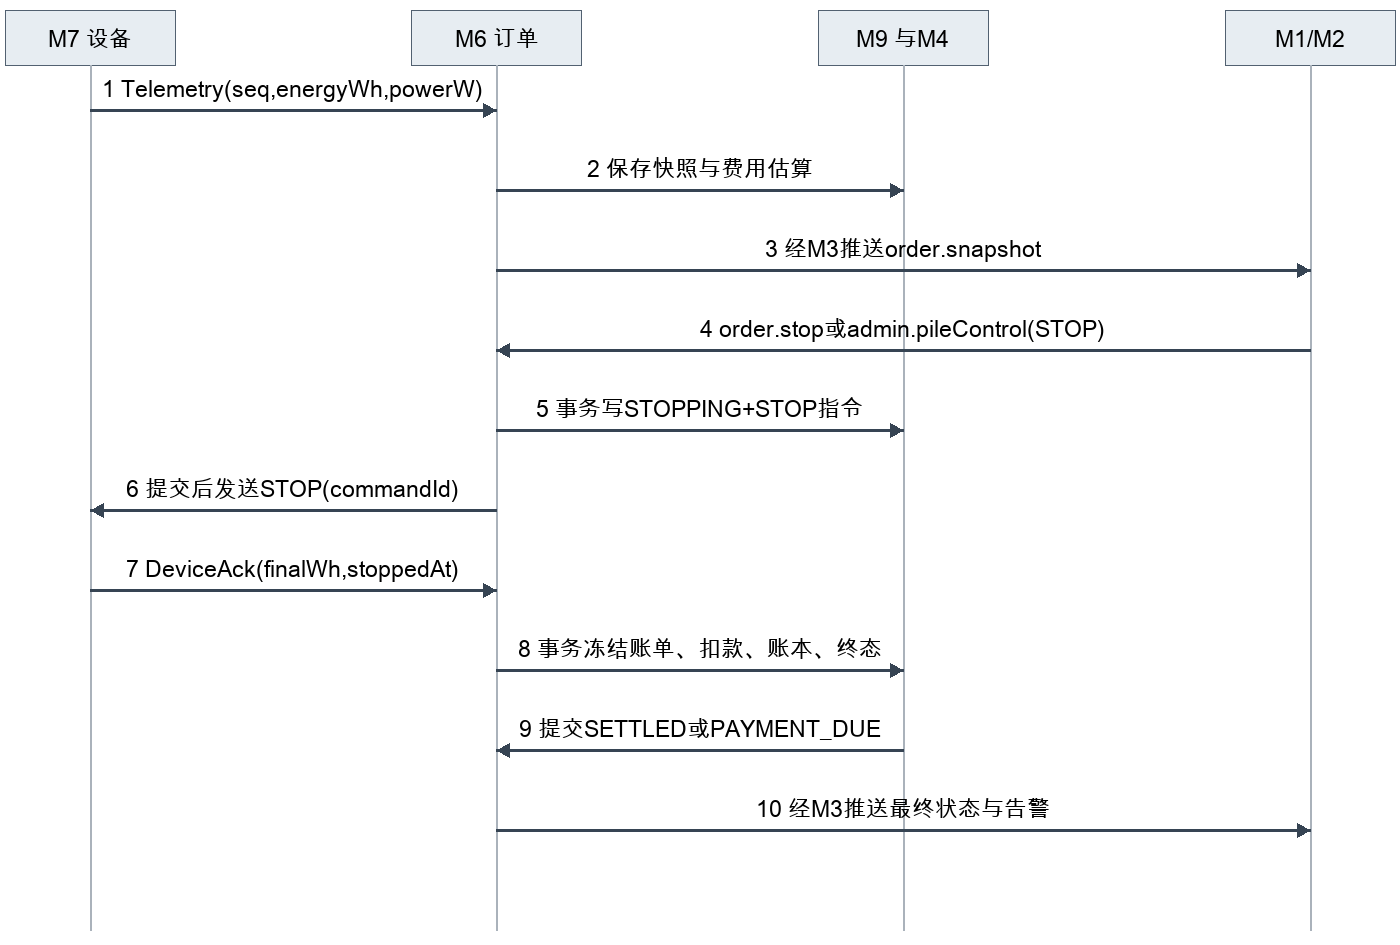 M7 设备
M6 订单
M9 与M4
M1/M2
1 Telemetry(seq,energyWh,powerW)
2 保存快照与费用估算
3 经M3推送order.snapshot
4 order.stop或admin.pileControl(STOP)
5 事务写STOPPING+STOP指令
6 提交后发送STOP(commandId)
7 DeviceAck(finalWh,stoppedAt)
8 事务冻结账单、扣款、账本、终态
9 提交SETTLED或PAYMENT_DUE
10 经M3推送最终状态与告警